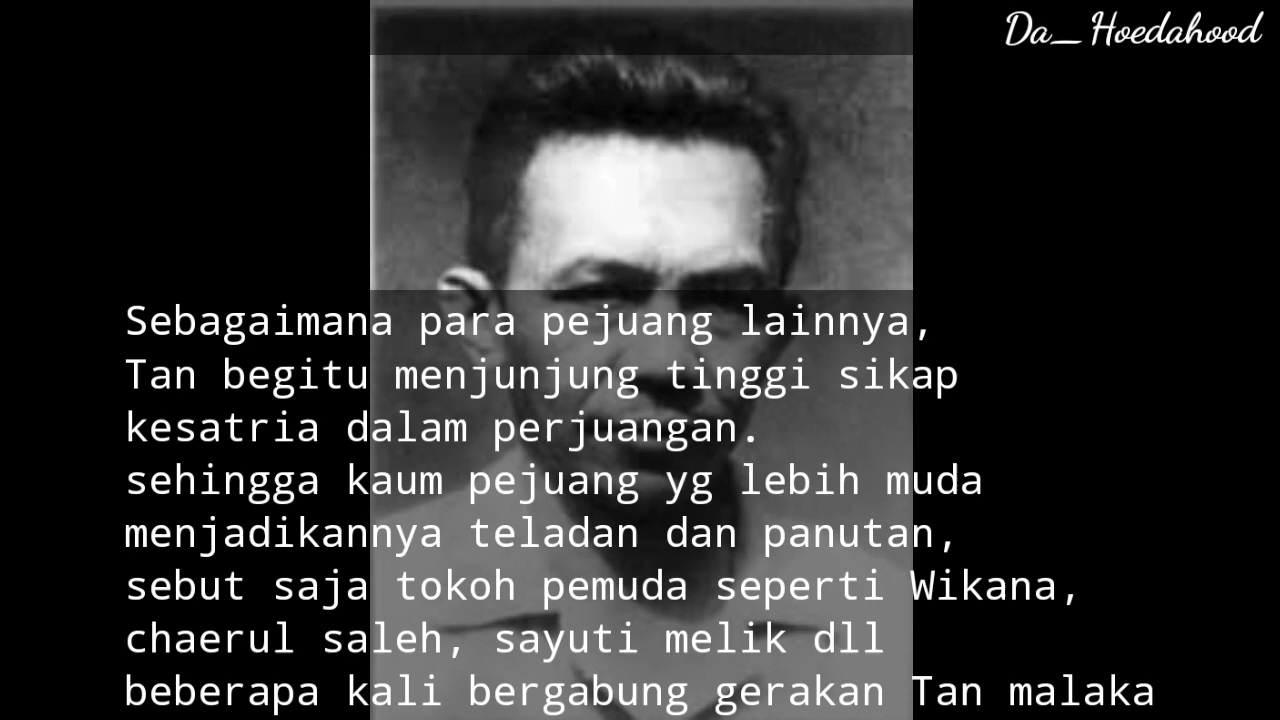 Da_Hoedahood
Sebagaimana para pejuang lainnya,
Tan begitu menjunjung tinggi sikap
kesatria dalam perjuangan.
sehingga kaum pejuang yg lebih muda
menjadikannya teladan dan panutan,
sebut saja tokoh pemuda seperti Wikana,
chaerul saleh, sayuti melik dll
beberapa kali bergabung gerakan Tan malaka